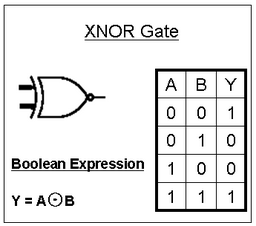 XNOR Gate
A B Y
0 0 1
0 1 0
1 0 0
1 1 1
Boolean Expression
Y = A⊙B